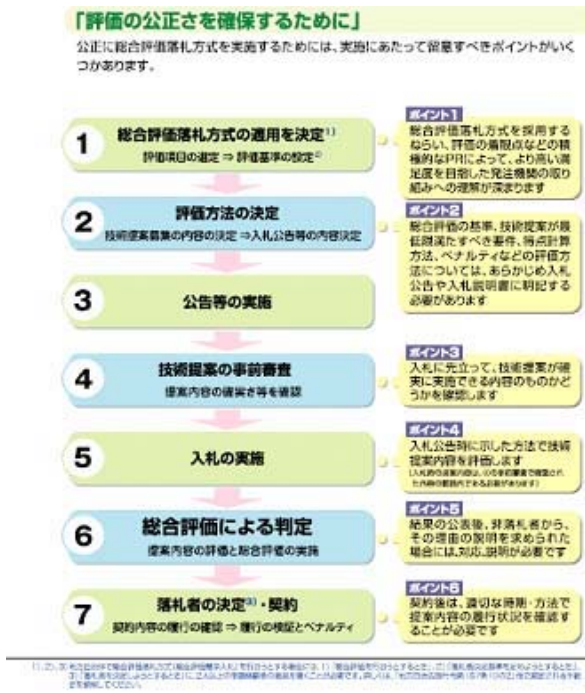 「評価の公正さを確保するために」
公正に総合評価落札方式を実施するためには、実施にあたって留意すべきポイントがいく
つかあります。
1
総合評価落札方式の適用を決定1)
評価項目の選定 ⇒ 評価基準の設定2)
ポイント1
総合評価落札方式を採用する
ねらい、評価の着眼点などの積
極的なPRによって、より高い満
足度を目指した発注機関の取り
組みへの理解が深まります
2
評価方法の決定
技術提案募集の内容の決定 ⇒入札公告等の内容決定
ポイント2
総合評価の基準、技術提案が最
低限満たすべき要件、得点計算
方法、ペナルティなどの評価方
法については、あらかじめ入札
公告や入札説明書に明記する
必要があります
3
公告等の実施
4
技術提案の事前審査
提案内容の確実さ等を確認
ポイント3
入札に先立って、技術提案が確
実に実施できる内容のものかど
うかを確認します
5
入札の実施
ポイント4
入札公告時に示した方法で技術
提案内容を評価します
6
総合評価による判定
提案内容の評価と総合評価の実施
ポイント5
結果の公表後、非落札者から、
その理由の説明を求められた
場合には、対応、説明が必要です
7
落札者の決定3)・契約
契約内容の履行の確認 ⇒ 履行の検証とペナルティ
ポイント6
契約後は、適切な時期・方法で
提案内容の履行状況を確認す
ることが必要です